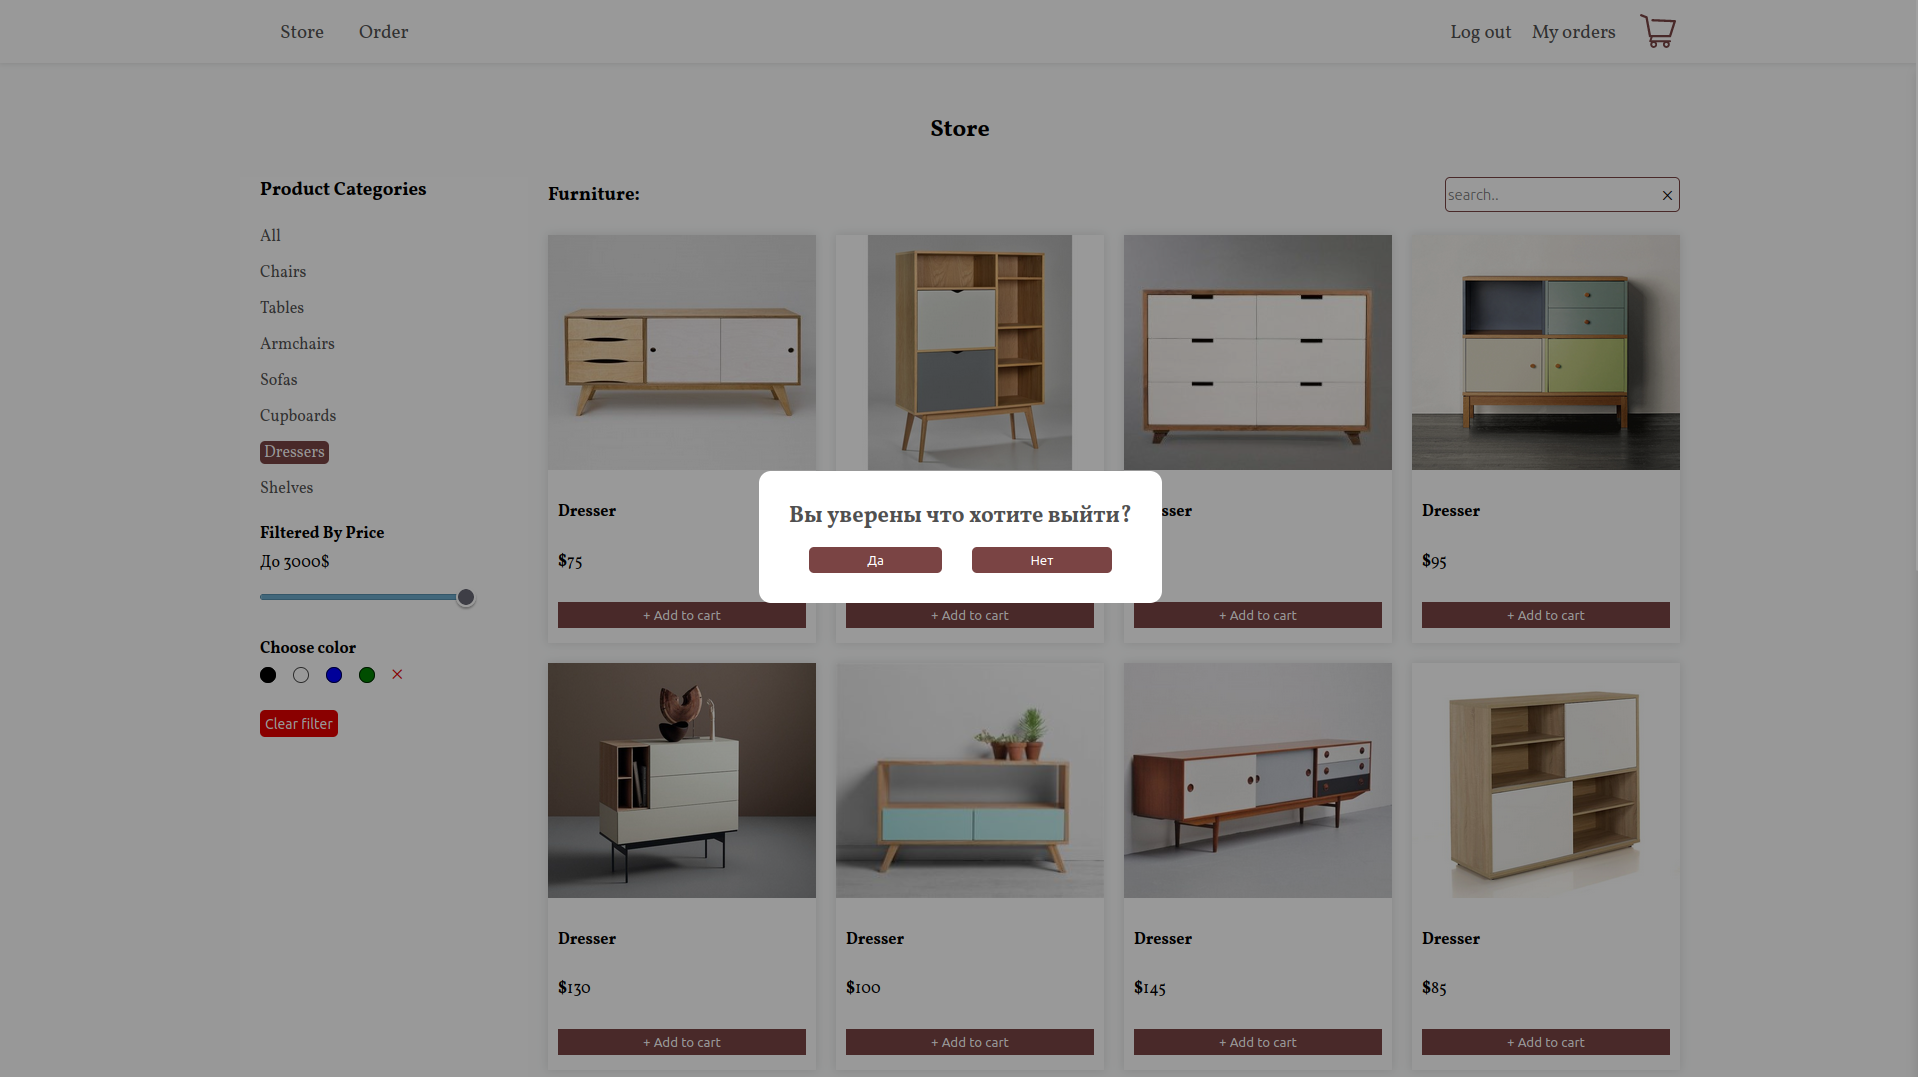 Store Order Log out My orders
Store
Product Categories
All
Chairs
Tables
Armchairs
Sofas
Cupboards
Dressers
Shelves
Filtered By Price
До 3000$
Choose color
Clear filter
Furniture:
search..
Dresser
$75
+ Add to cart
+ Add to cart
sser
+ Add to cart
Dresser
$95
+ Add to cart
Dresser
$130
+ Add to cart
Dresser
$100
+ Add to cart
Dresser
$145
+ Add to cart
Dresser
$85
+ Add to cart
Вы уверены что хотите выйти?
Да Нет